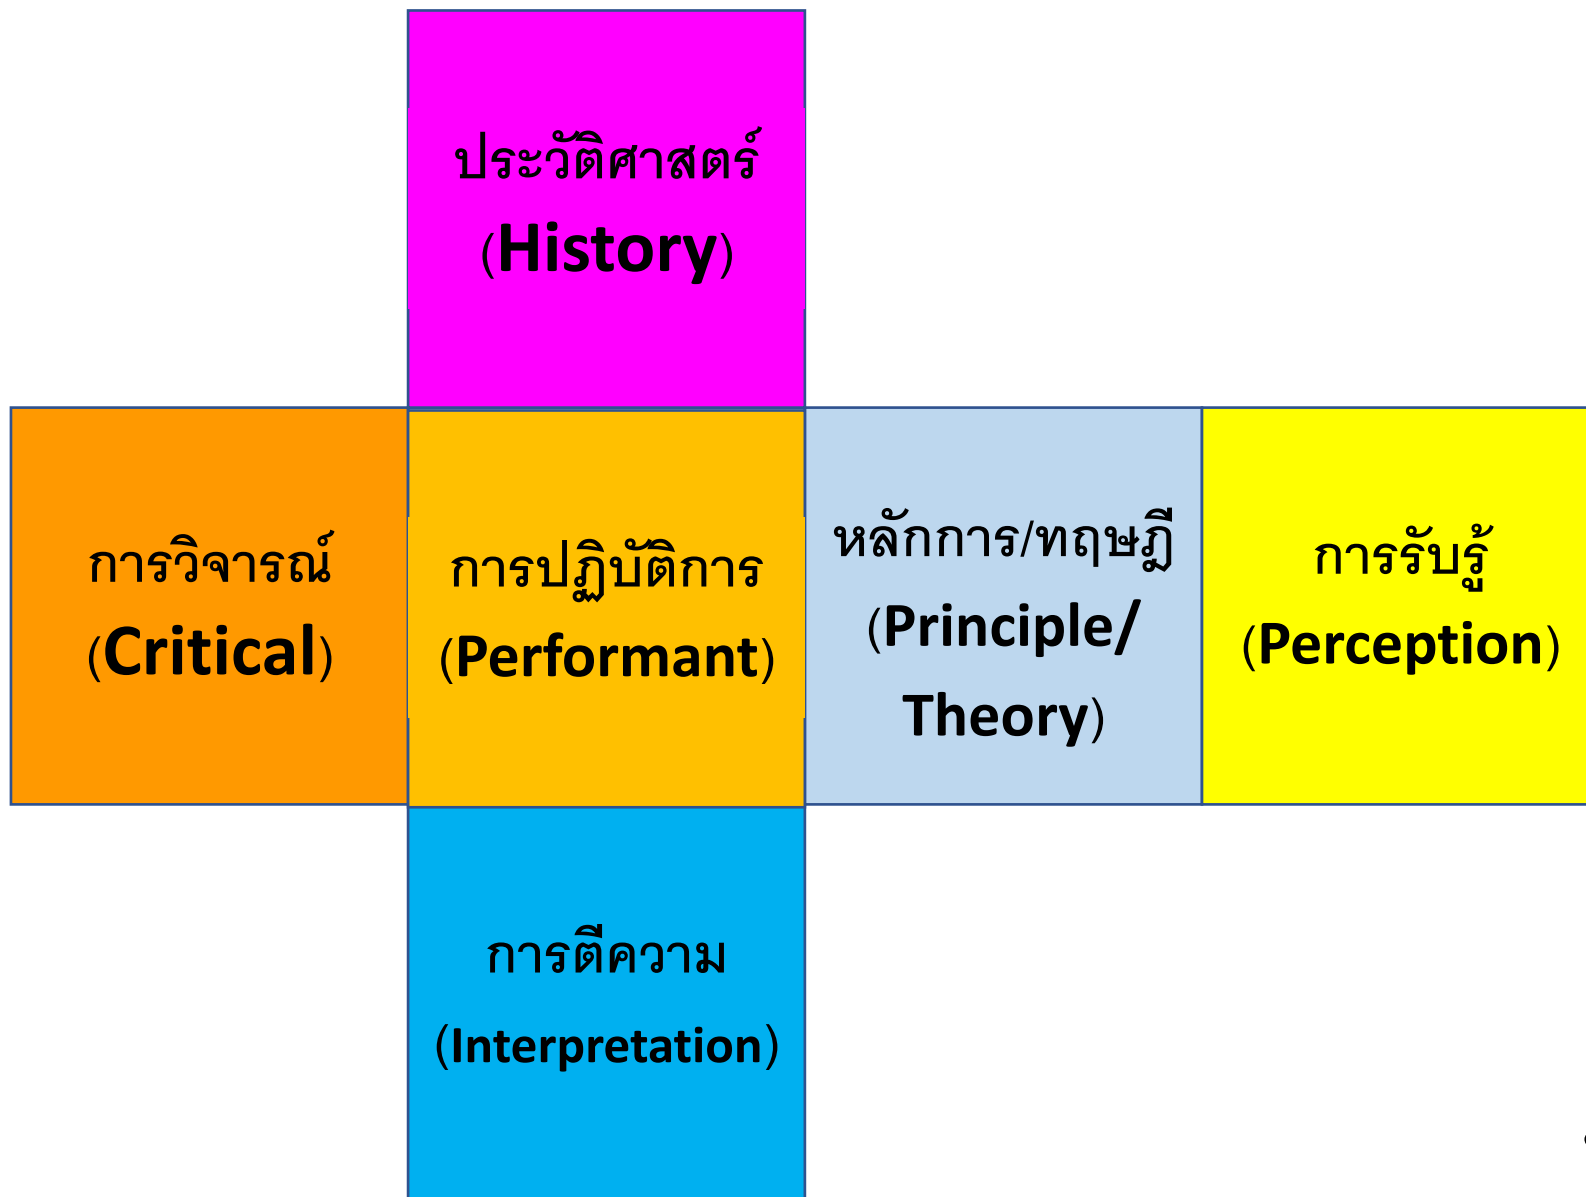 ประวัติศาสตร์
(History)
การวิจารณ์
(Critical)
การปฏิบัติการ
(Performant)
หลักการ/ทฤษฎี
(Principle/
Theory)
การรับรู้
(Perception)
การตีความ
(Interpretation)